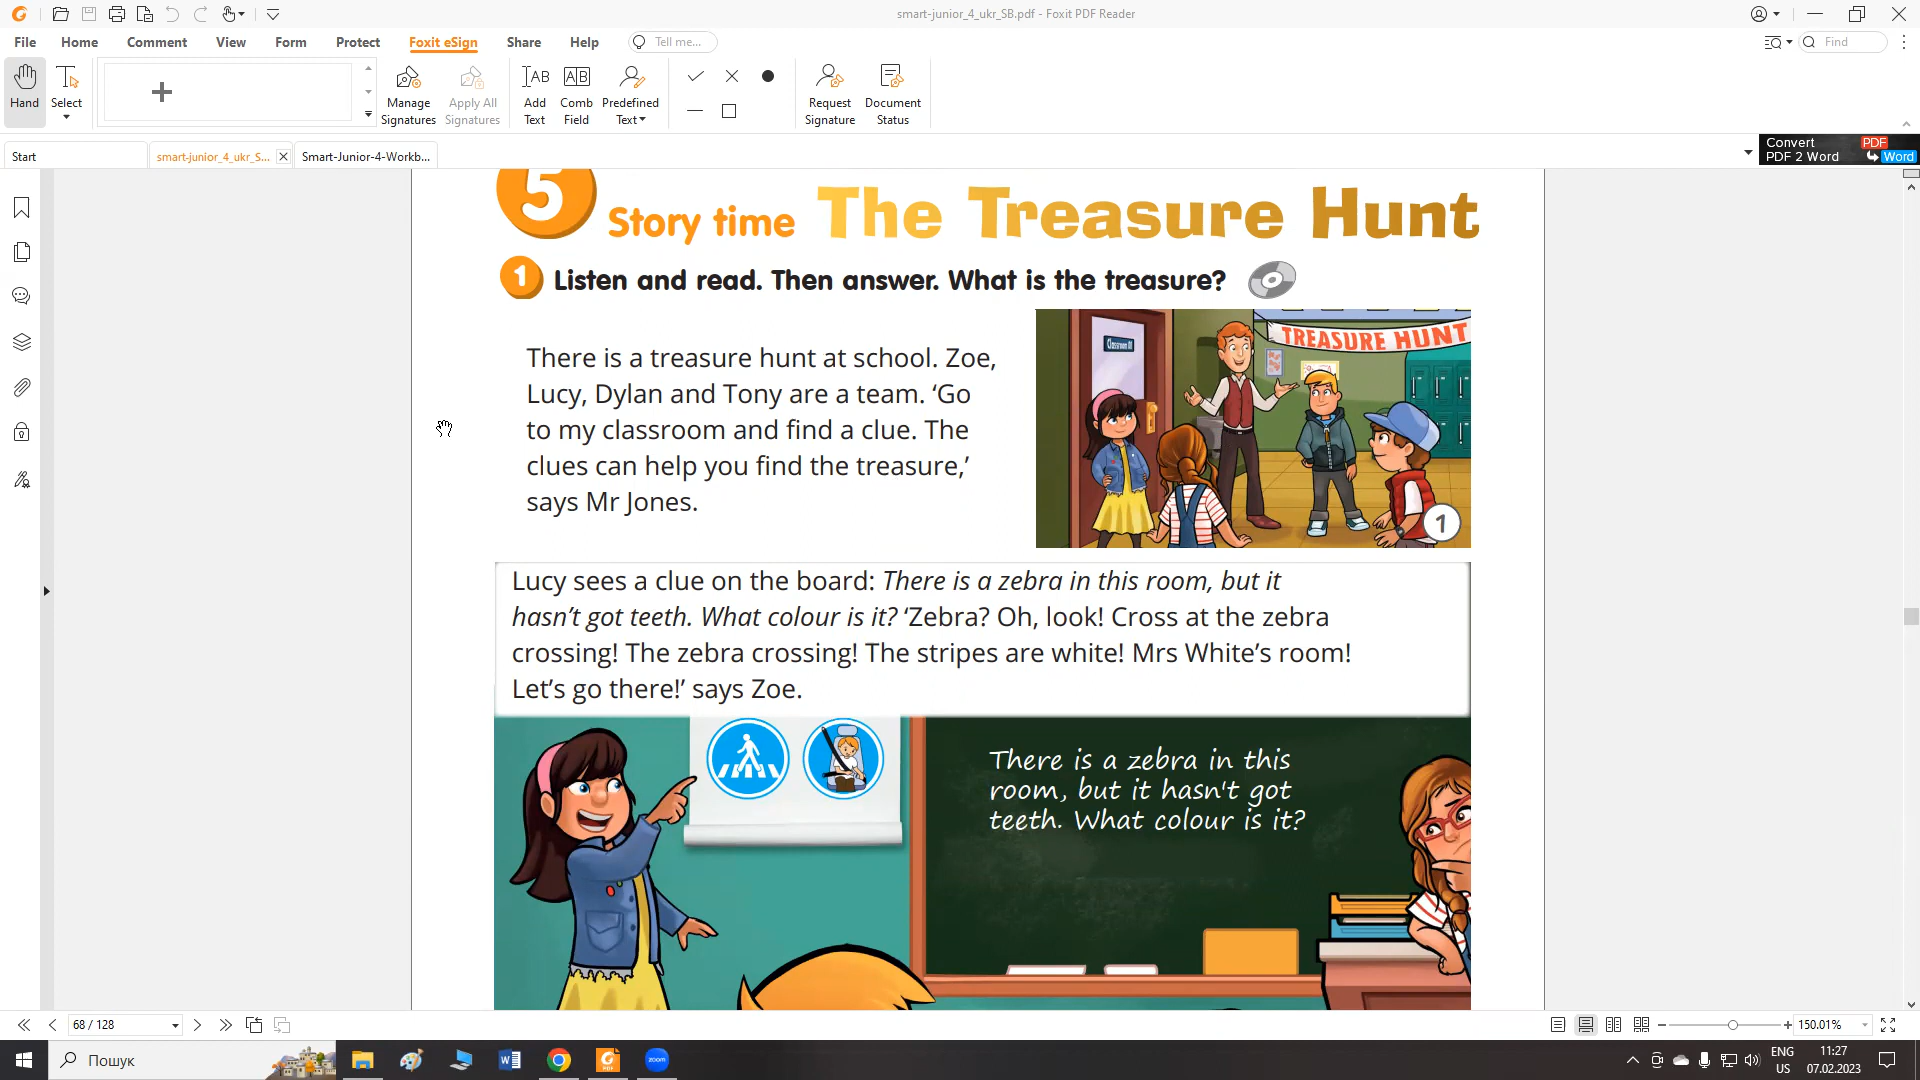 smart-junior_4_ukr_SB.pdf - Foxit PDF Reader
File Home Comment View Form Protect Foxit eSign Share Help Tell me... Find
Hand Select Manage Signatures Apply All Signatures Add Text Comb Field Predefined Text Request Signature Document Status
Start smart-junior_4_ukr_S... Smart-Junior-4-Workb...
Convert PDF
PDF 2 Word Word
5 Story time The Treasure Hunt
1 Listen and read. Then answer. What is the treasure?
There is a treasure hunt at school. Zoe,
Lucy, Dylan and Tony are a team. ‘Go
to my classroom and find a clue. The
clues can help you find the treasure,’
says Mr Jones.
TREASURE HUNT
1
Lucy sees a clue on the board: There is a zebra in this room, but it
hasn’t got teeth. What colour is it? ‘Zebra? Oh, look! Cross at the zebra
crossing! The zebra crossing! The stripes are white! Mrs White’s room!
Let’s go there!’ says Zoe.
There is a zebra in this
room, but it hasn't got
teeth. What colour is it?
68 / 128 150.01%
Пошук
zoom
ENG 11:27
US 07.02.2023